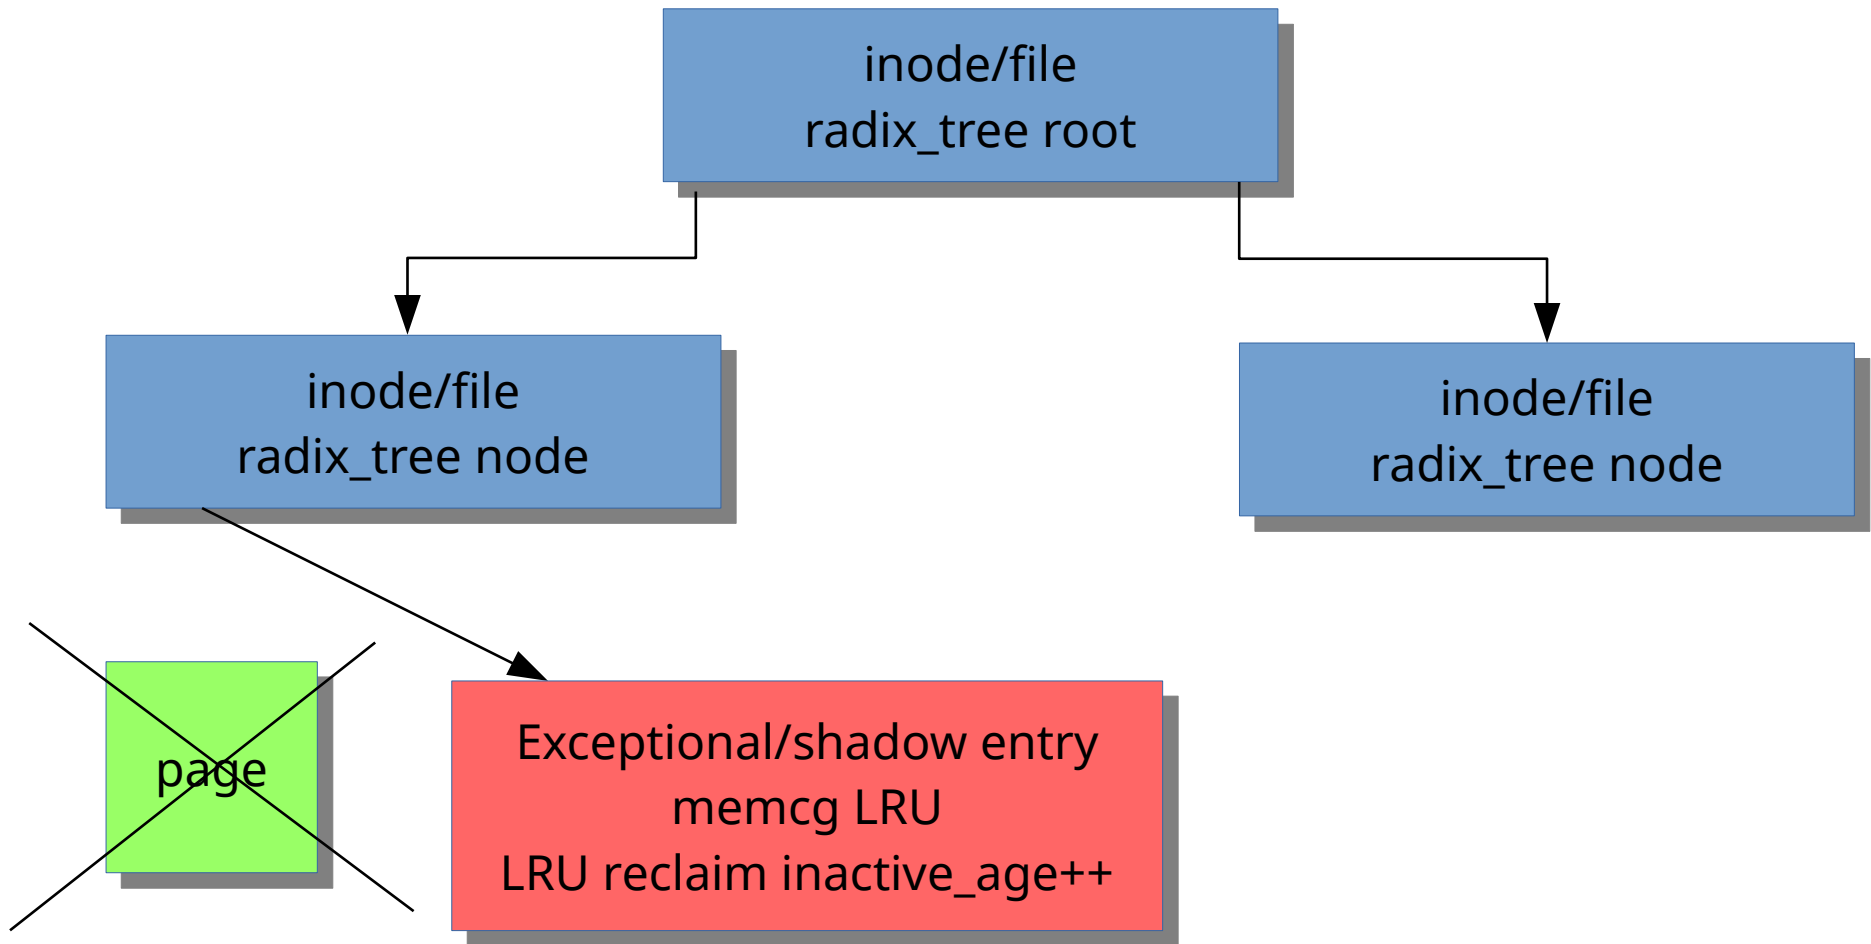 inode/file
radix_tree root
inode/file
radix_tree node
inode/file
radix_tree node
page
Exceptional/shadow entry
memcg LRU
LRU reclaim inactive_age++